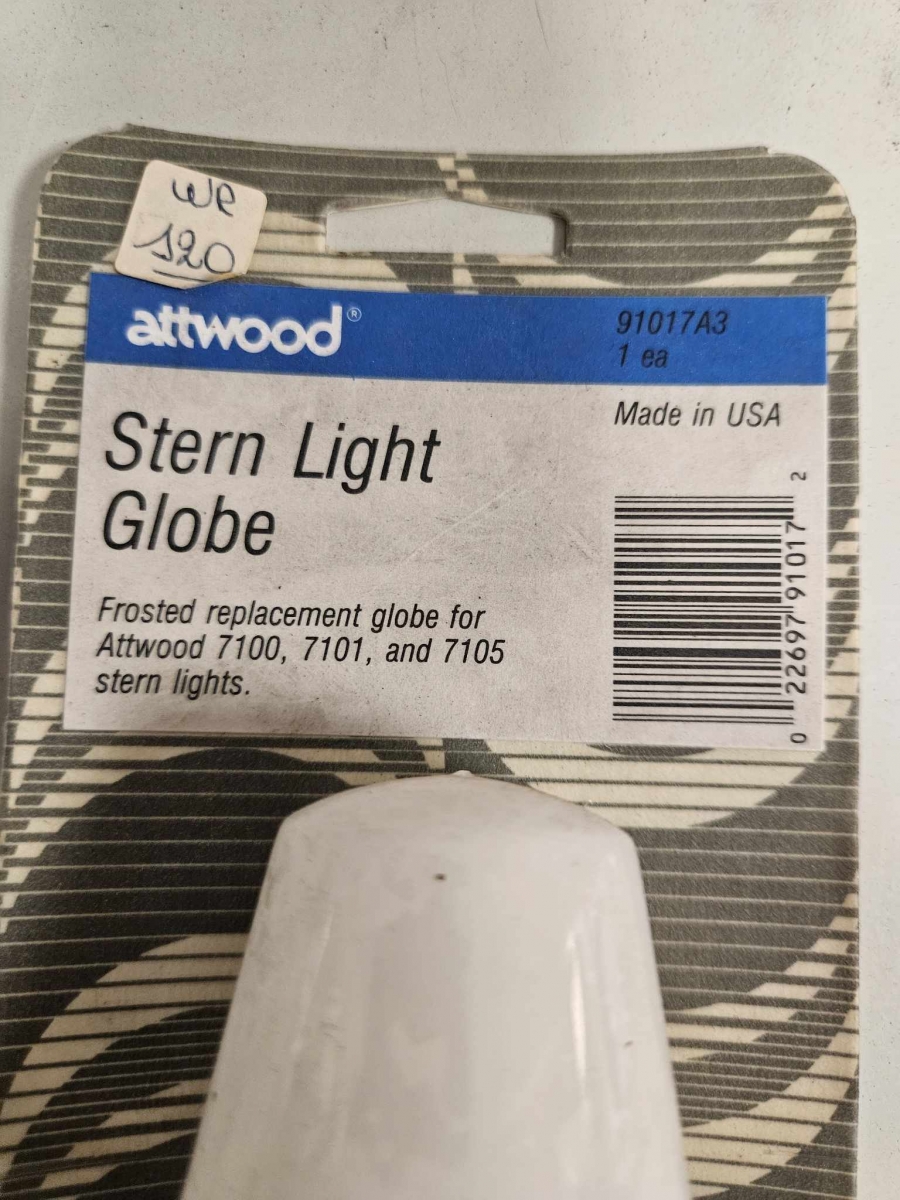 WR
120
attwood®
91017A3
1 ea
Made in USA
Stern Light
Globe
Frosted replacement globe for
Attwood 7100, 7101, and 7105
stern lights.
0 22697 91017 2